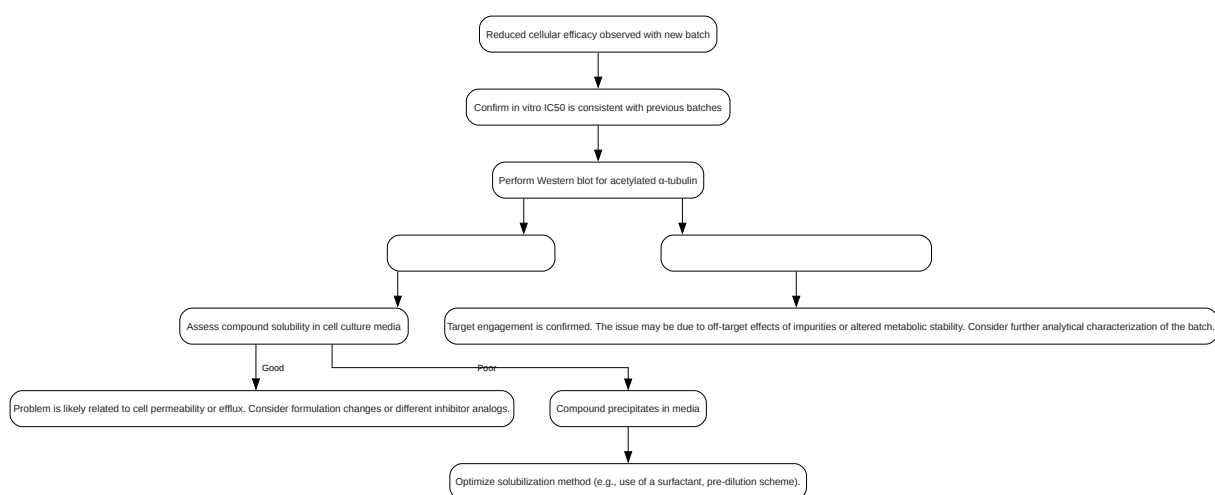 Reduced cellular efficacy observed with new batch
Confirm in vitro IC50 is consistent with previous batches
Perform Western blot for acetylated α-tubulin
Assess compound solubility in cell culture media
Target engagement is confirmed. The issue may be due to off-target effects of impurities or altered metabolic stability. Consider further analytical characterization of the batch.
Good
Poor
Problem is likely related to cell permeability or efflux. Consider formulation changes or different inhibitor analogs.
Compound precipitates in media
Optimize solubilization method (e.g., use of a surfactant, pre-dilution scheme).